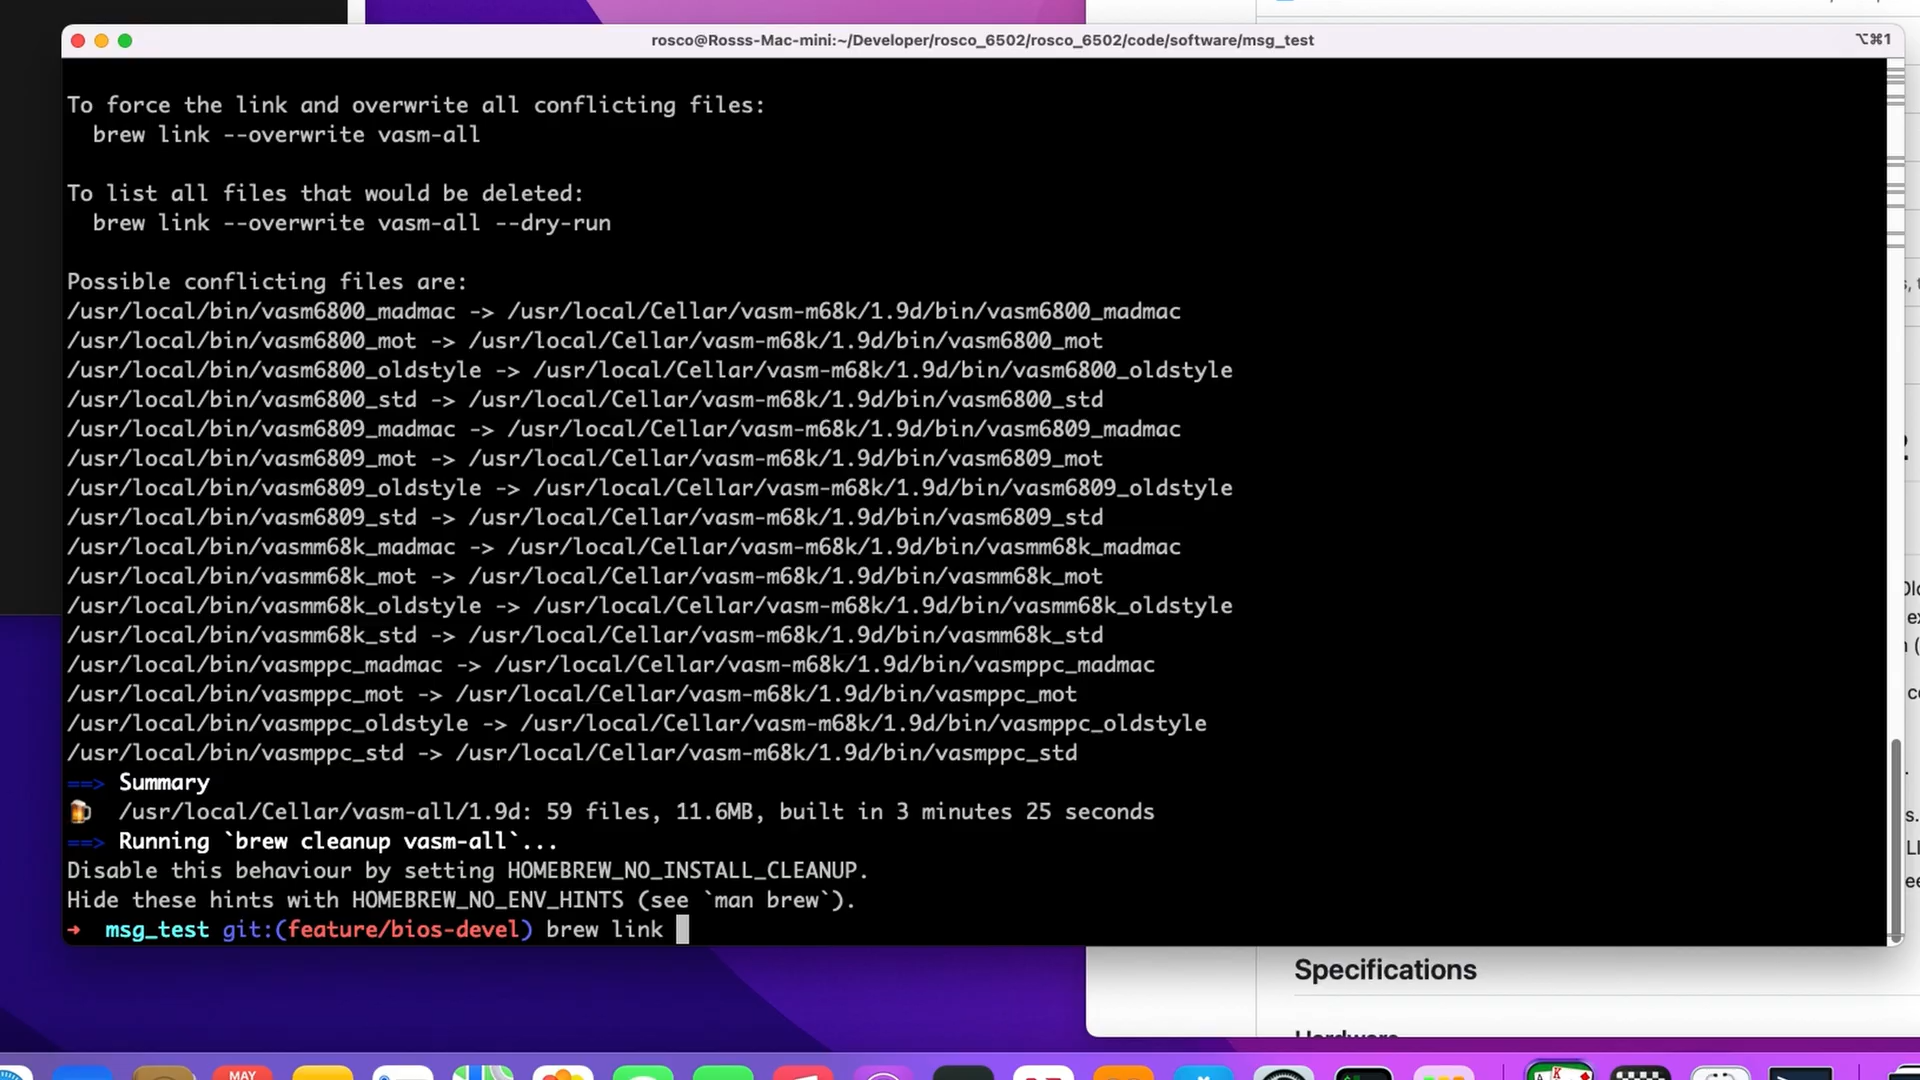 rosco@Rosss-Mac-mini:~/Developer/rosco_6502/rosco_6502/code/software/msg_test
⌥⌘1
To force the link and overwrite all conflicting files:
  brew link --overwrite vasm-all
To list all files that would be deleted:
  brew link --overwrite vasm-all --dry-run
Possible conflicting files are:
/usr/local/bin/vasm6800_madmac -> /usr/local/Cellar/vasm-m68k/1.9d/bin/vasm6800_madmac
/usr/local/bin/vasm6800_mot -> /usr/local/Cellar/vasm-m68k/1.9d/bin/vasm6800_mot
/usr/local/bin/vasm6800_oldstyle -> /usr/local/Cellar/vasm-m68k/1.9d/bin/vasm6800_oldstyle
/usr/local/bin/vasm6800_std -> /usr/local/Cellar/vasm-m68k/1.9d/bin/vasm6800_std
/usr/local/bin/vasm6809_madmac -> /usr/local/Cellar/vasm-m68k/1.9d/bin/vasm6809_madmac
/usr/local/bin/vasm6809_mot -> /usr/local/Cellar/vasm-m68k/1.9d/bin/vasm6809_mot
/usr/local/bin/vasm6809_oldstyle -> /usr/local/Cellar/vasm-m68k/1.9d/bin/vasm6809_oldstyle
/usr/local/bin/vasm6809_std -> /usr/local/Cellar/vasm-m68k/1.9d/bin/vasm6809_std
/usr/local/bin/vasmm68k_madmac -> /usr/local/Cellar/vasm-m68k/1.9d/bin/vasmm68k_madmac
/usr/local/bin/vasmm68k_mot -> /usr/local/Cellar/vasm-m68k/1.9d/bin/vasmm68k_mot
/usr/local/bin/vasmm68k_oldstyle -> /usr/local/Cellar/vasm-m68k/1.9d/bin/vasmm68k_oldstyle
/usr/local/bin/vasmm68k_std -> /usr/local/Cellar/vasm-m68k/1.9d/bin/vasmm68k_std
/usr/local/bin/vasmppc_madmac -> /usr/local/Cellar/vasm-m68k/1.9d/bin/vasmppc_madmac
/usr/local/bin/vasmppc_mot -> /usr/local/Cellar/vasm-m68k/1.9d/bin/vasmppc_mot
/usr/local/bin/vasmppc_oldstyle -> /usr/local/Cellar/vasm-m68k/1.9d/bin/vasmppc_oldstyle
/usr/local/bin/vasmppc_std -> /usr/local/Cellar/vasm-m68k/1.9d/bin/vasmppc_std
==> Summary
🍺  /usr/local/Cellar/vasm-all/1.9d: 59 files, 11.6MB, built in 3 minutes 25 seconds
==> Running `brew cleanup vasm-all`...
Disable this behaviour by setting HOMEBREW_NO_INSTALL_CLEANUP.
Hide these hints with HOMEBREW_NO_ENV_HINTS (see `man brew`).
➜  msg_test git:(feature/bios-devel) brew link
Specifications
Hardware
MAY